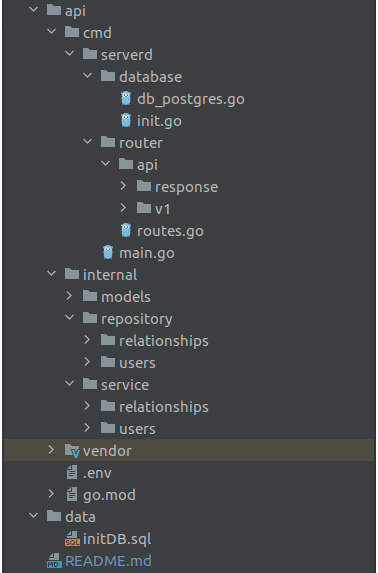 api
cmd
serverd
database
db_postgres.go
init.go
router
api
response
v1
routes.go
main.go
internal
models
repository
relationships
users
service
relationships
users
vendor
.env
go.mod
data
initDB.sql
README.md